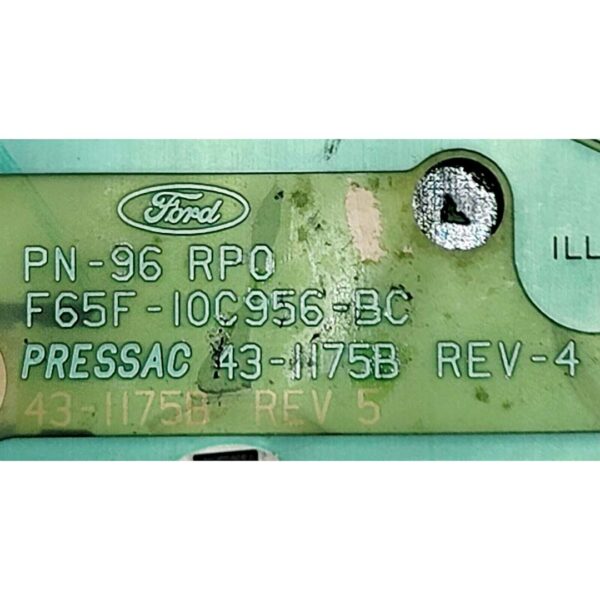 Ford
PN-96 RPO
ILL
F65F-10C956-BC
PRESSAC 43-1175B REV-4
43-1175B REV 5